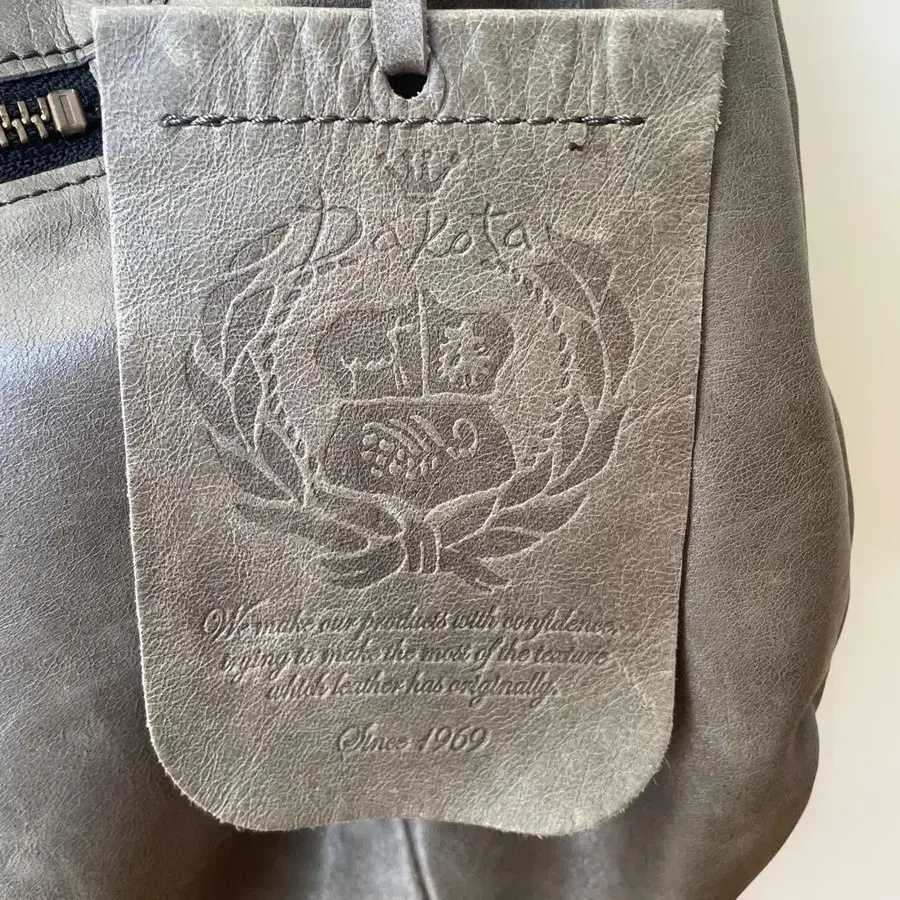 Dakota
We make our products with confidence,
trying to make the most of the texture
which leather has originally.
Since 1969